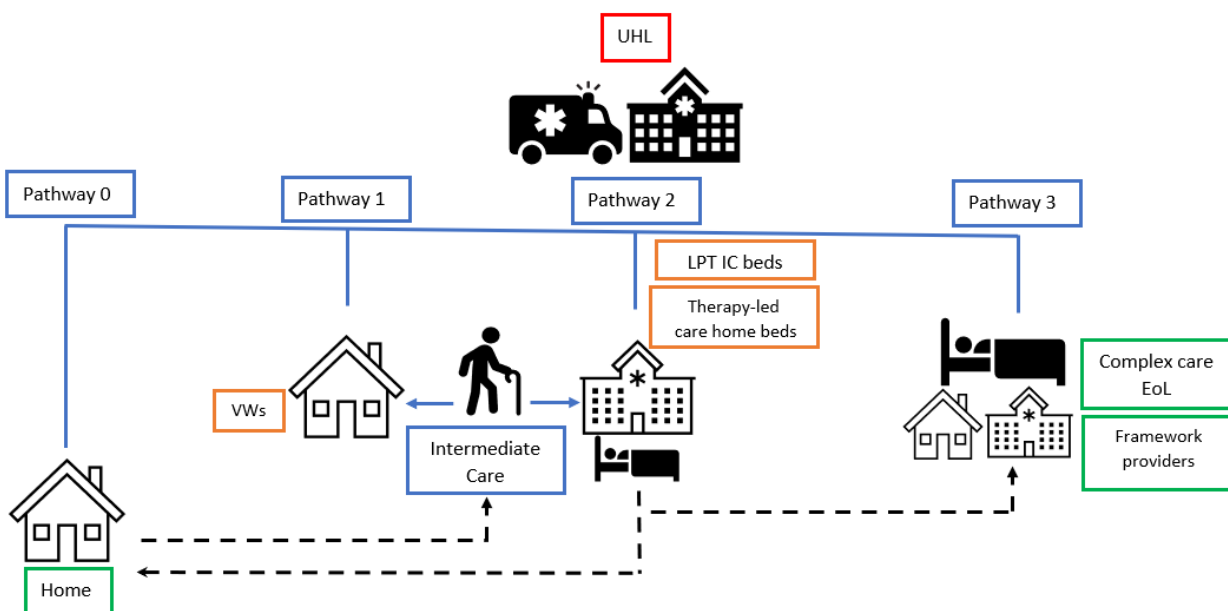 UHL
Pathway 0
Pathway 1
Pathway 2
Pathway 3
LPT IC beds
Therapy-led
care home beds
VWs
Intermediate
Care
Complex care
EoL
Framework
providers
Home